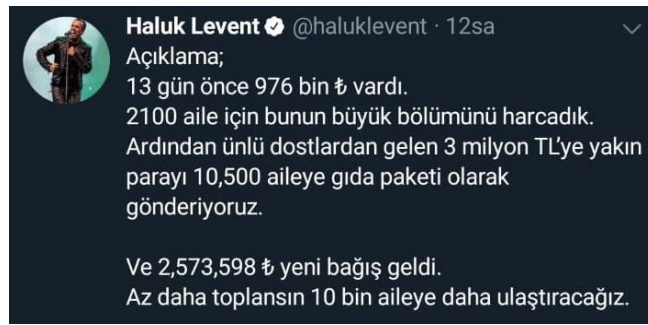 Haluk Levent @haluklevent · 12sa
Açıklama;
13 gün önce 976 bin ₺ vardı.
2100 aile için bunun büyük bölümünü harcadık.
Ardından ünlü dostlardan gelen 3 milyon TL'ye yakın
parayı 10,500 aileye gıda paketi olarak
gönderiyoruz.
Ve 2,573,598 ₺ yeni bağış geldi.
Az daha toplansın 10 bin aileye daha ulaştıracağız.